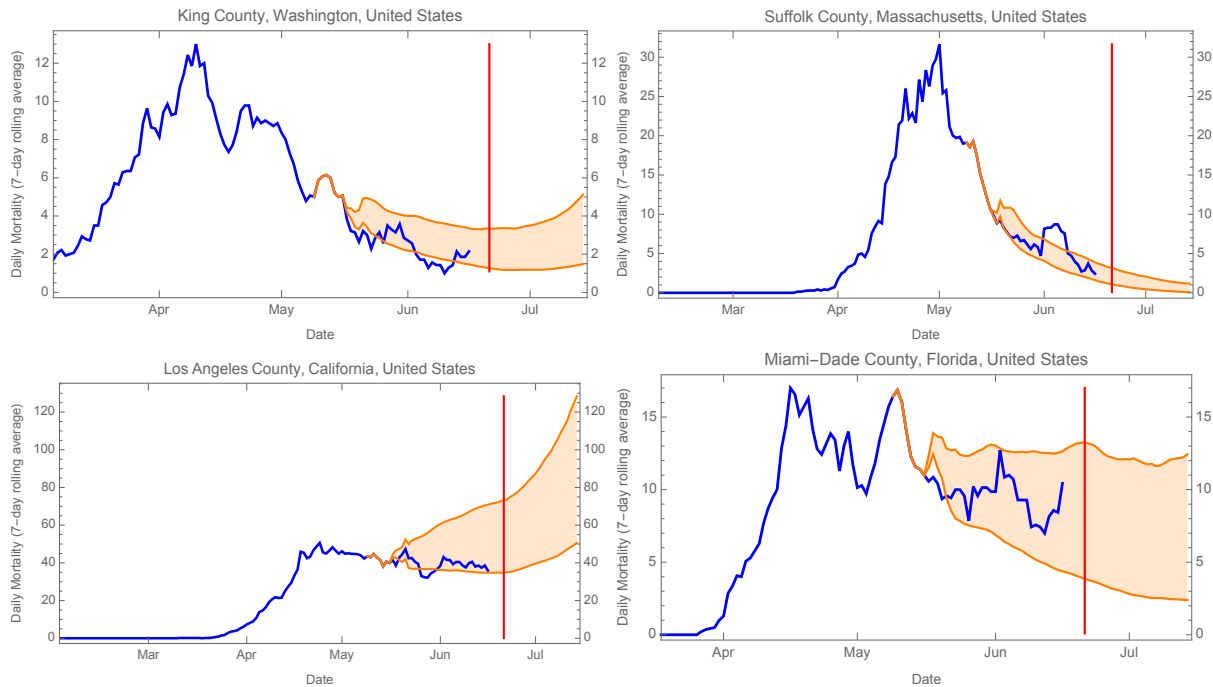 King County, Washington, United States
Daily Mortality (7-day rolling average)
12 12
10 10
8 8
6 6
4 4
2 2
0 0
Apr May Jun Jul
Date
Suffolk County, Massachusetts, United States
Daily Mortality (7-day rolling average)
30 30
25 25
20 20
15 15
10 10
5 5
0 0
Mar Apr May Jun Jul
Date
Los Angeles County, California, United States
Daily Mortality (7-day rolling average)
120 120
100 100
80 80
60 60
40 40
20 20
0 0
Mar Apr May Jun Jul
Date
Miami-Dade County, Florida, United States
Daily Mortality (7-day rolling average)
15 15
10 10
5 5
0 0
Apr May Jun Jul
Date